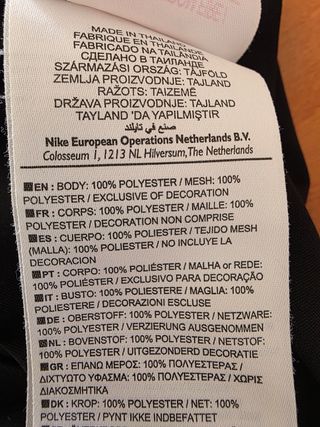 MADE IN THAILAND
FABRIQUE EN THAILANDE
FABRICADO NA TAILÂNDIA
СДЕЛАНО В ТАИЛАНДЕ
SZÁRMAZÁSI ORSZÁG: TÁJFÖLD
ZEMLJA PROIZVODNJE: TAJLAND
RAŽOTS: TAIZEMĒ
DRŽAVA PROIZVODNJE: TAJLAND
TAYLAND 'DA YAPILMIŞTIR
صنع في تايلند
Nike European Operations Netherlands B.V.
Colosseum 1, 1213 NL Hilversum, The Netherlands
EN : BODY: 100% POLYESTER / MESH: 100%
POLYESTER / EXCLUSIVE OF DECORATION
FR : CORPS: 100% POLYESTER / MAILLE: 100%
POLYESTER / DECORATION NON COMPRISE
ES : CUERPO: 100% POLIESTER / TEJIDO MESH
(MALLA): 100% POLIESTER / NO INCLUYE LA
DECORACION
PT : CORPO: 100% POLIÉSTER / MALHA or REDE:
100% POLIÉSTER / EXCLUSIVO PARA DECORAÇÃO
IT : BUSTO: 100% POLIESTERE / MAGLIA: 100%
POLIESTERE / DECORAZIONI ESCLUSE
DE : OBERSTOFF: 100% POLYESTER / NETZWARE:
100% POLYESTER / VERZIERUNG AUSGENOMMEN
NL : BOVENSTOF: 100% POLYESTER / NETSTOF:
100% POLYESTER / UITGEZONDERD DECORATIE
GR : ΕΠΑΝΩ ΜΕΡΟΣ: 100% ΠΟΛΥΕΣΤΕΡΑΣ /
ΔΙΧΤΥΩΤΟ ΥΦΑΣΜΑ: 100% ΠΟΛΥΕΣΤΕΡΑΣ / ΧΩΡΙΣ
ΔΙΑΚΟΣΜΗΤΙΚΑ
DK : KROP: 100% POLYESTER / NET: 100%
POLYESTER / PYNT IKKE INDBEFATTET